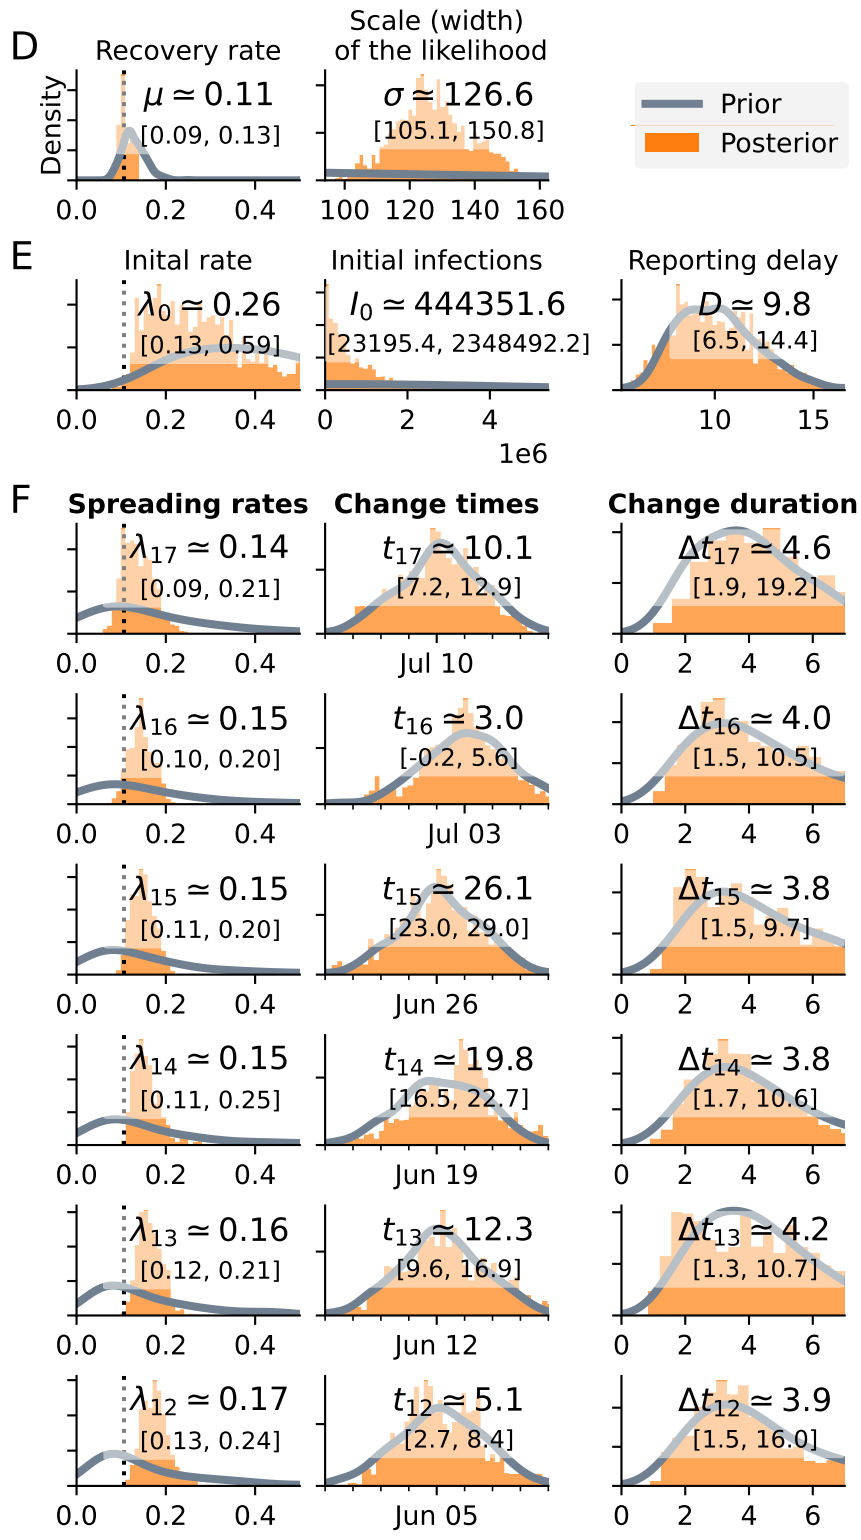 D
Recovery rate
Scale (width)
of the likelihood
Density
μ ≃ 0.11
[0.09, 0.13]
σ ≃ 126.6
[105.1, 150.8]
Prior
Posterior
0.0 0.2 0.4
100 120 140 160
E
Inital rate
Initial infections
Reporting delay
λ₀ ≃ 0.26
[0.13, 0.59]
I₀ ≃ 444351.6
[23195.4, 2348492.2]
D ≃ 9.8
[6.5, 14.4]
0.0 0.2 0.4
0 2 4
1e6
10 15
F
Spreading rates
Change times
Change duration
λ₁₇ ≃ 0.14
[0.09, 0.21]
t₁₇ ≃ 10.1
[7.2, 12.9]
Δt₁₇ ≃ 4.6
[1.9, 19.2]
0.0 0.2 0.4
Jul 10
0 2 4 6
λ₁₆ ≃ 0.15
[0.10, 0.20]
t₁₆ ≃ 3.0
[-0.2, 5.6]
Δt₁₆ ≃ 4.0
[1.5, 10.5]
0.0 0.2 0.4
Jul 03
0 2 4 6
λ₁₅ ≃ 0.15
[0.11, 0.20]
t₁₅ ≃ 26.1
[23.0, 29.0]
Δt₁₅ ≃ 3.8
[1.5, 9.7]
0.0 0.2 0.4
Jun 26
0 2 4 6
λ₁₄ ≃ 0.15
[0.11, 0.25]
t₁₄ ≃ 19.8
[16.5, 22.7]
Δt₁₄ ≃ 3.8
[1.7, 10.6]
0.0 0.2 0.4
Jun 19
0 2 4 6
λ₁₃ ≃ 0.16
[0.12, 0.21]
t₁₃ ≃ 12.3
[9.6, 16.9]
Δt₁₃ ≃ 4.2
[1.3, 10.7]
0.0 0.2 0.4
Jun 12
0 2 4 6
λ₁₂ ≃ 0.17
[0.13, 0.24]
t₁₂ ≃ 5.1
[2.7, 8.4]
Δt₁₂ ≃ 3.9
[1.5, 16.0]
0.0 0.2 0.4
Jun 05
0 2 4 6